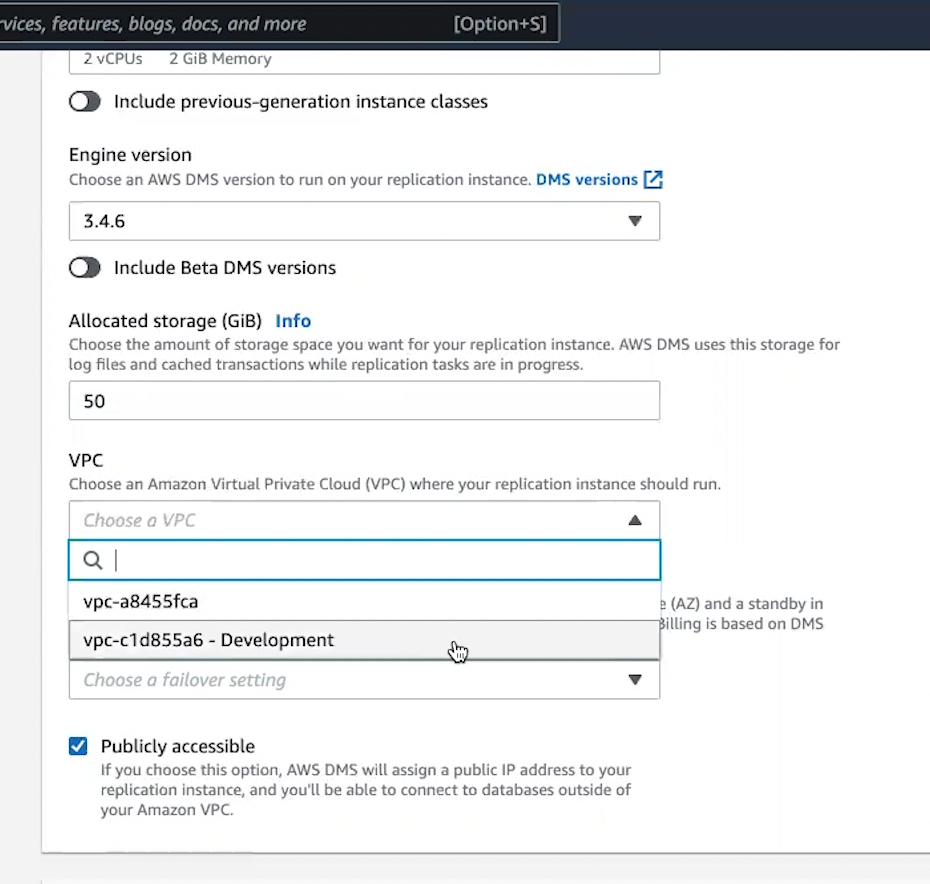 rvices, features, blogs, docs, and more [Option+S]
2 vCPUs 2 GiB Memory
Include previous-generation instance classes
Engine version
Choose an AWS DMS version to run on your replication instance. DMS versions
3.4.6
Include Beta DMS versions
Allocated storage (GiB) Info
Choose the amount of storage space you want for your replication instance. AWS DMS uses this storage for
log files and cached transactions while replication tasks are in progress.
50
VPC
Choose an Amazon Virtual Private Cloud (VPC) where your replication instance should run.
Choose a VPC
vpc-a8455fca
e (AZ) and a standby in
vpc-c1d855a6 - Development
Billing is based on DMS
Choose a failover setting
Publicly accessible
If you choose this option, AWS DMS will assign a public IP address to your
replication instance, and you'll be able to connect to databases outside of
your Amazon VPC.